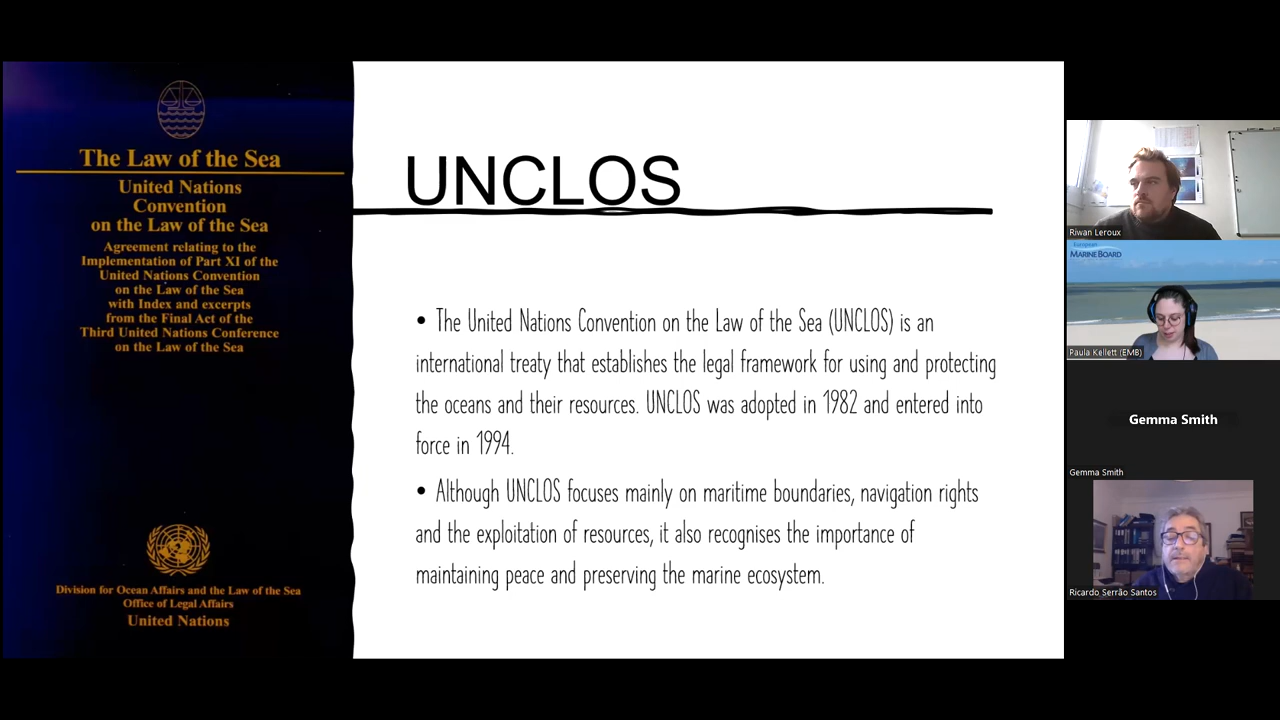 The Law of the Sea
United Nations
Convention
on the Law of the Sea
Agreement relating to the
Implementation of Part XI of the
United Nations Convention
on the Law of the Sea
with Index and excerpts
from the Final Act of the
Third United Nations Conference
on the Law of the Sea
Division for Ocean Affairs and the Law of the Sea
Office of Legal Affairs
United Nations
UNCLOS
• The United Nations Convention on the Law of the Sea (UNCLOS) is an
international treaty that establishes the legal framework for using and protecting
the oceans and their resources. UNCLOS was adopted in 1982 and entered into
force in 1994.
• Although UNCLOS focuses mainly on maritime boundaries, navigation rights
and the exploitation of resources, it also recognises the importance of
maintaining peace and preserving the marine ecosystem.
Riwan Leroux
European
MARINE BOARD
Paula Kellett (EMB)
Gemma Smith
Gemma Smith
Ricardo Serrão Santos